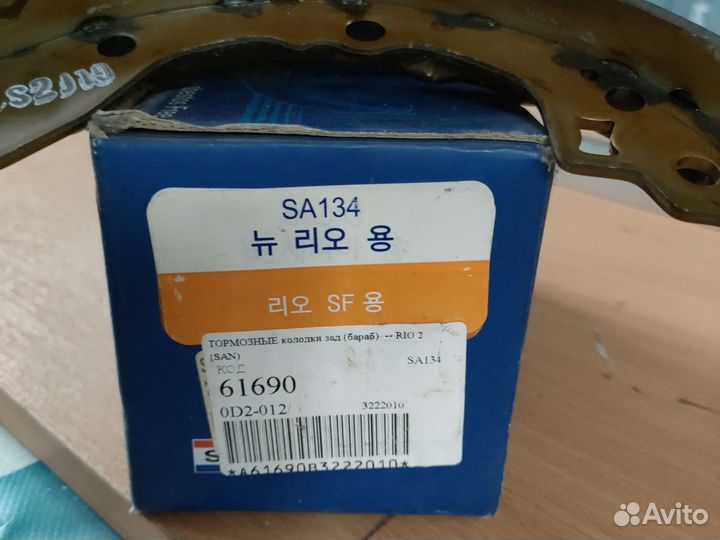 SA134
뉴 리오 용
리오 SF 용
ТОРМОЗНЫЕ колодки зад (бараб) -- RIO 2
(SAN)
SA134
КОД
61690
0D2-012/
3222010
*A61690B3222010*
Avito